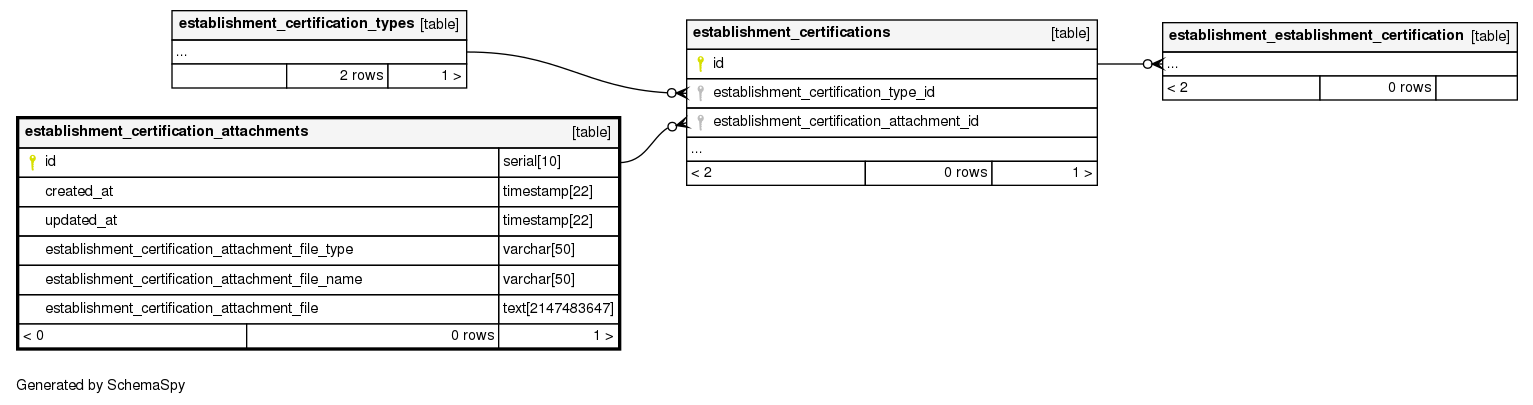 establishment_certification_types [table]
...
2 rows 1 >
establishment_certification_attachments [table]
id serial[10]
created_at timestamp[22]
updated_at timestamp[22]
establishment_certification_attachment_file_type varchar[50]
establishment_certification_attachment_file_name varchar[50]
establishment_certification_attachment_file text[2147483647]
< 0 0 rows 1 >
establishment_certifications [table]
id
establishment_certification_type_id
establishment_certification_attachment_id
...
< 2 0 rows 1 >
establishment_establishment_certification [table]
...
< 2 0 rows
Generated by SchemaSpy